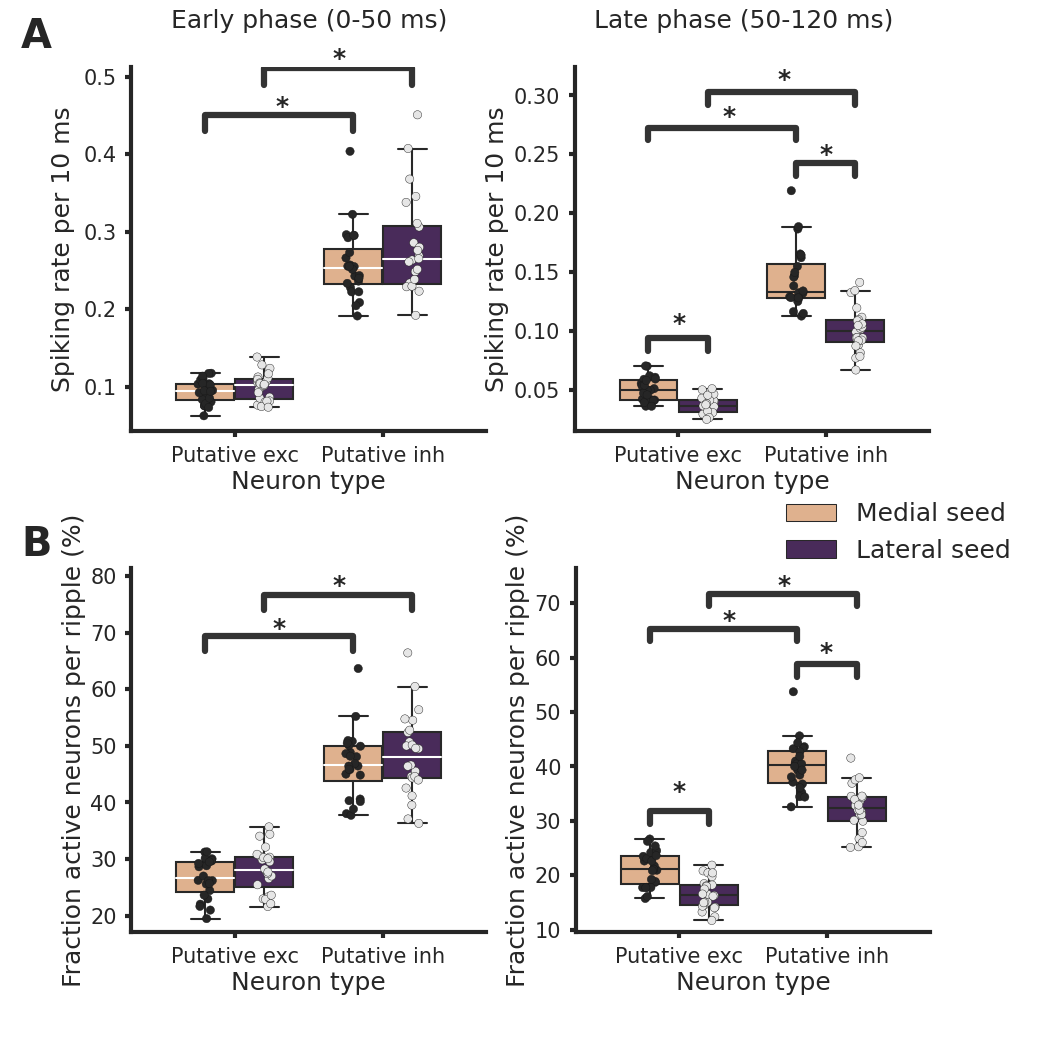 A
Early phase (0-50 ms)
Late phase (50-120 ms)
Spiking rate per 10 ms
0.5
0.4
0.3
0.2
0.1
*
*
Putative exc
Putative inh
Neuron type
Spiking rate per 10 ms
0.30
0.25
0.20
0.15
0.10
0.05
*
*
*
*
Putative exc
Putative inh
Neuron type
Medial seed
Lateral seed
B
Fraction active neurons per ripple (%)
80
70
60
50
40
30
20
*
*
Putative exc
Putative inh
Neuron type
Fraction active neurons per ripple (%)
70
60
50
40
30
20
10
*
*
*
*
Putative exc
Putative inh
Neuron type